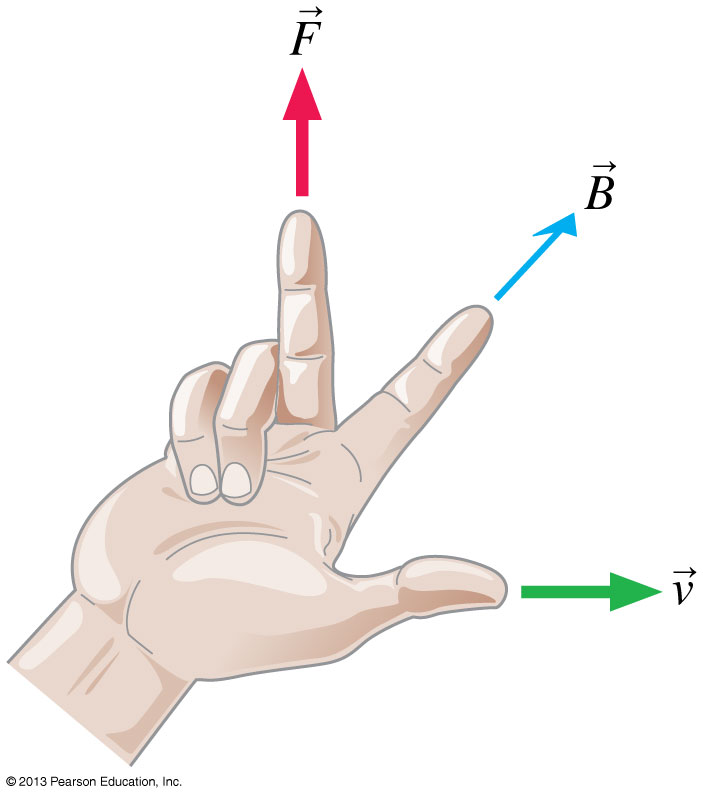 F⃗
B⃗
v⃗
© 2013 Pearson Education, Inc.